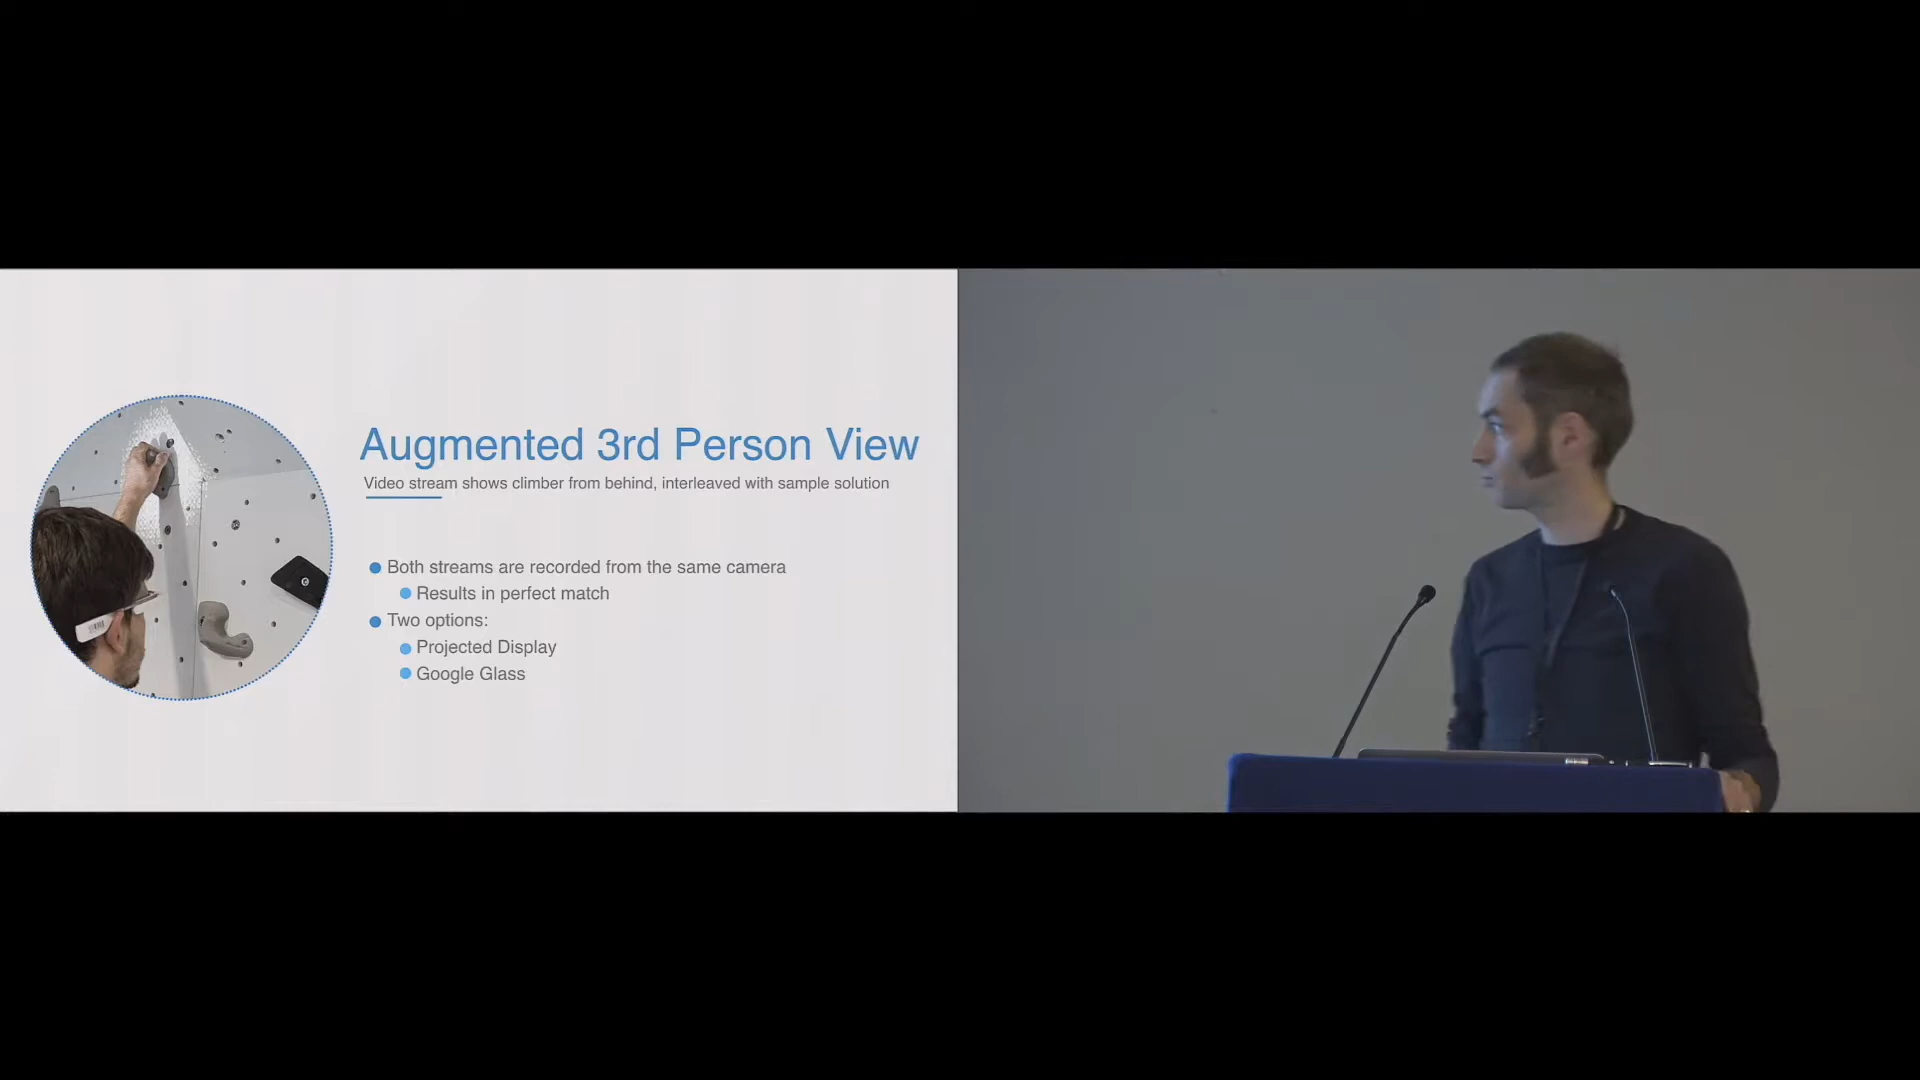 Augmented 3rd Person View
Video stream shows climber from behind, interleaved with sample solution
Both streams are recorded from the same camera
Results in perfect match
Two options:
Projected Display
Google Glass